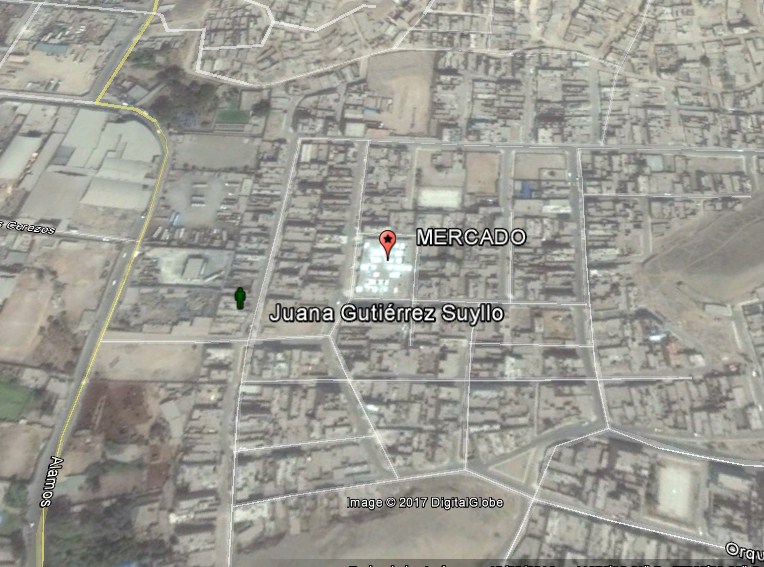 Cerezos
MERCADO
Juana Gutiérrez Suyllo
Alamos
Image © 2017 DigitalGlobe
Orqu